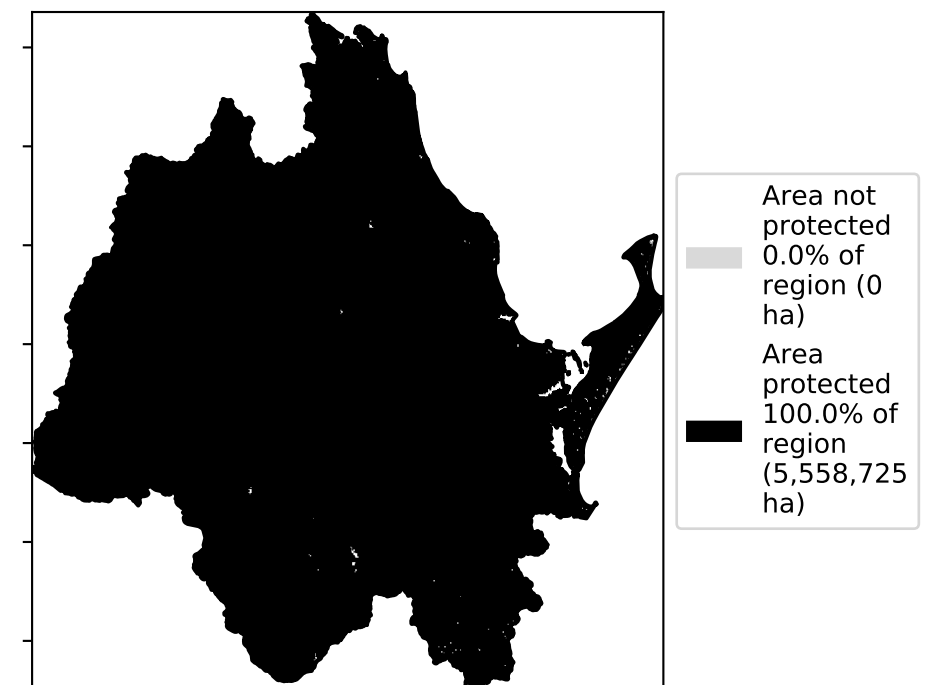 Area not
protected
0.0% of
region (0
ha)
Area
protected
100.0% of
region
(5,558,725
ha)